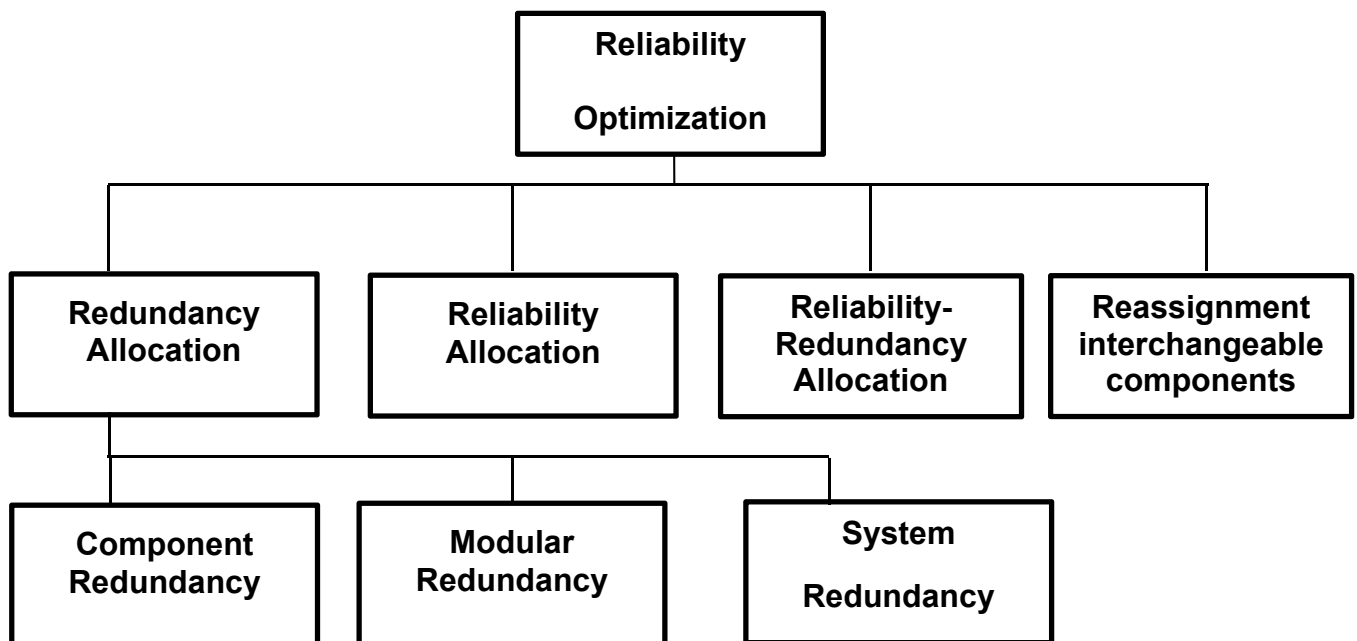 Reliability
Optimization
Redundancy
Allocation
Reliability
Allocation
Reliability-
Redundancy
Allocation
Reassignment
interchangeable
components
Component
Redundancy
Modular
Redundancy
System
Redundancy